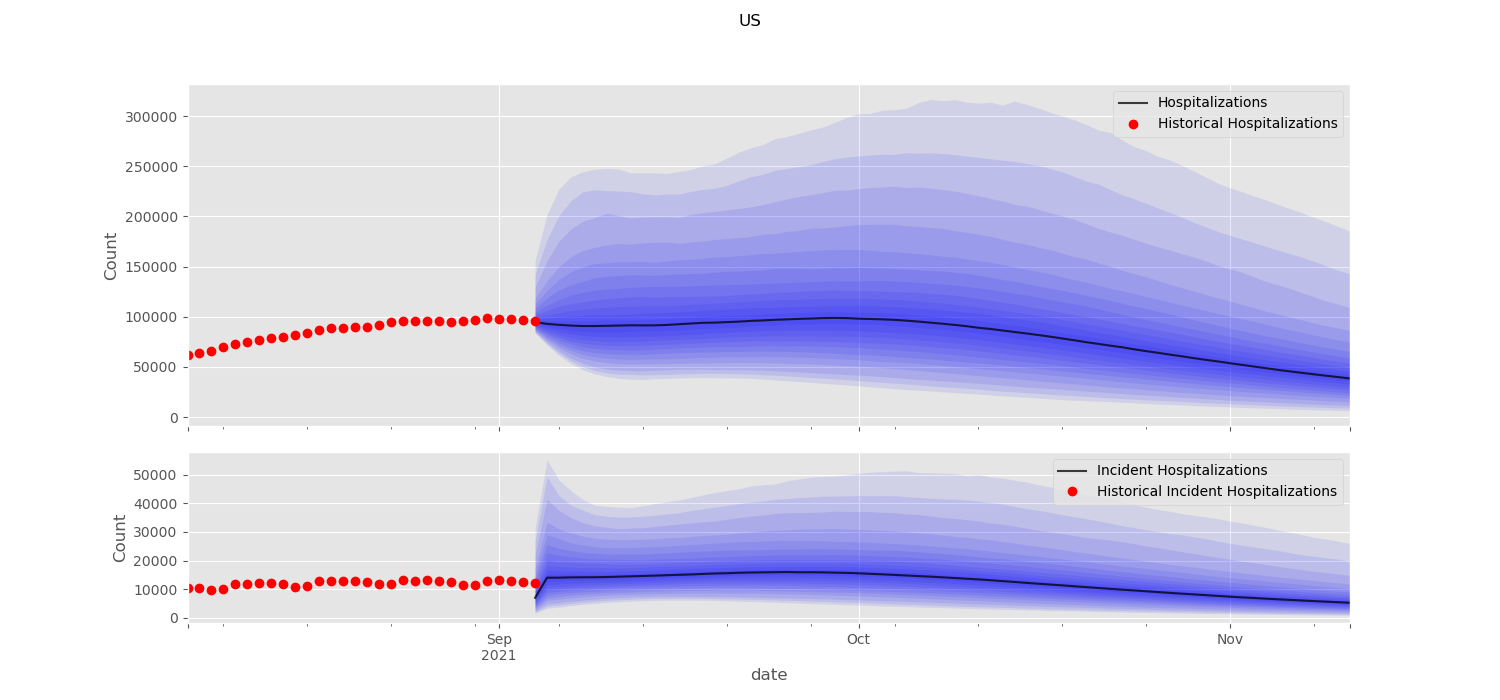 US
Count
300000
250000
200000
150000
100000
50000
0
Hospitalizations
Historical Hospitalizations
Count
50000
40000
30000
20000
10000
0
Incident Hospitalizations
Historical Incident Hospitalizations
Sep
2021
Oct
Nov
date